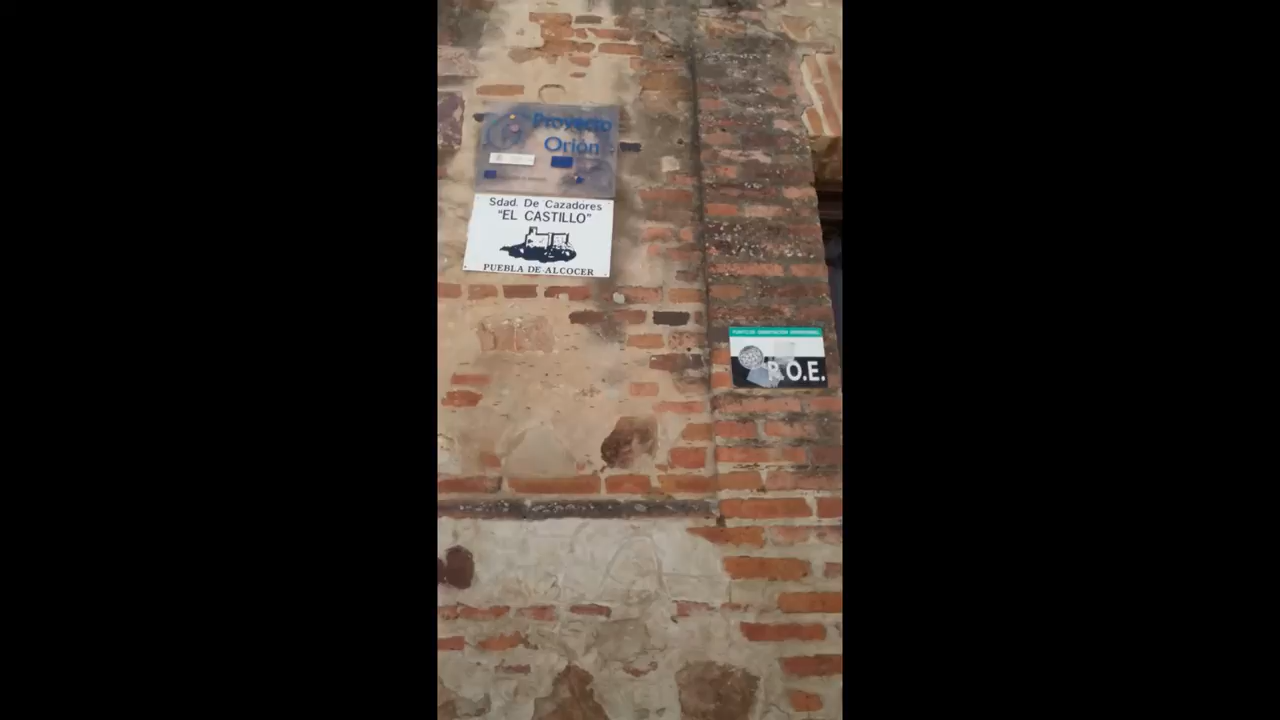 Proyecto
Orión
Sdad. De Cazadores
"EL CASTILLO"
PUEBLA DE ALCOCER
R.O.E.